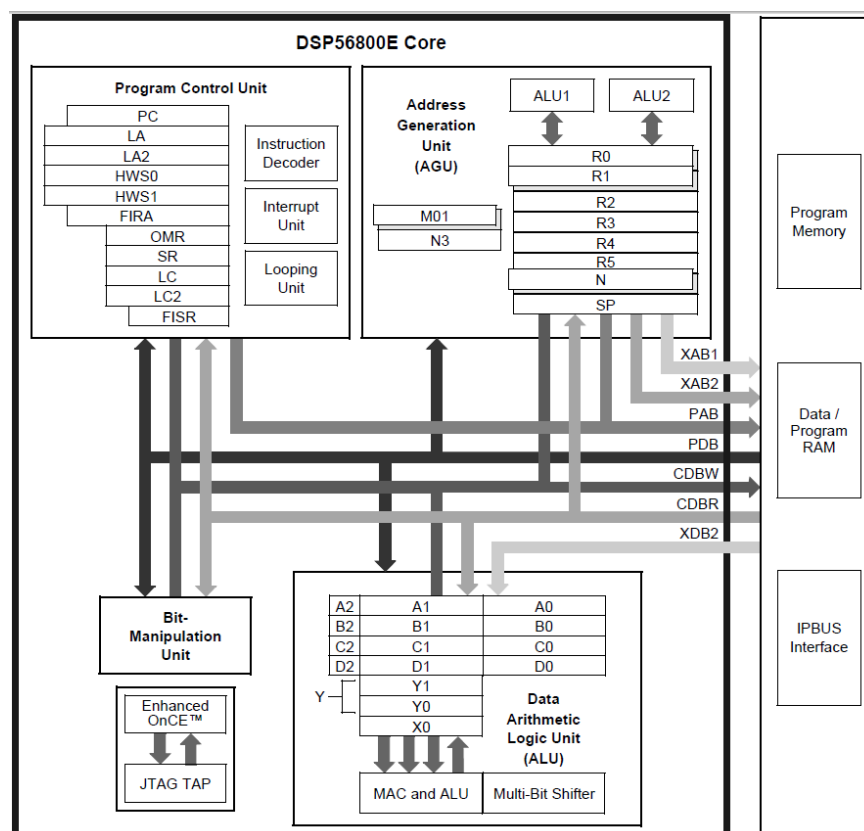 DSP56800E Core
Program Control Unit
PC
LA
LA2
HWS0
HWS1
FIRA
OMR
SR
LC
LC2
FISR
Instruction
Decoder
Interrupt
Unit
Looping
Unit
Address
Generation
Unit
(AGU)
ALU1
ALU2
R0
R1
R2
R3
R4
R5
N
SP
M01
N3
XAB1
XAB2
PAB
PDB
CDBW
CDBR
XDB2
Program
Memory
Data /
Program
RAM
IPBUS
Interface
Bit-
Manipulation
Unit
Enhanced
OnCE™
JTAG TAP
A2 A1 A0
B2 B1 B0
C2 C1 C0
D2 D1 D0
Y
Y1
Y0
X0
Data
Arithmetic
Logic Unit
(ALU)
MAC and ALU
Multi-Bit Shifter